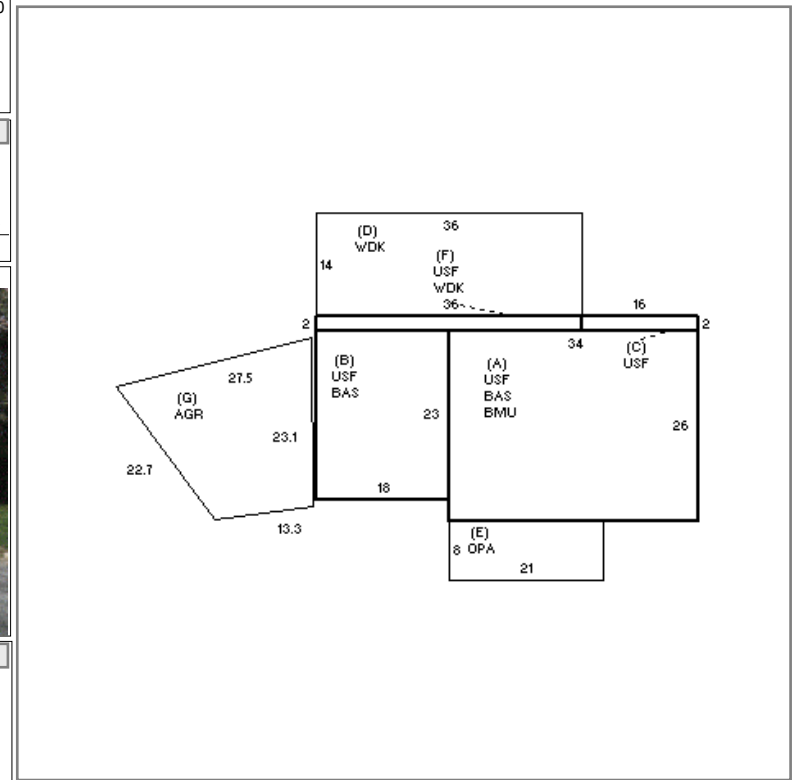 36
(D)
WDK
14
(F)
USF
WDK
36
16
2
2
34
(C)
USF
(B)
USF
BAS
(A)
USF
BAS
BMU
27.5
(G)
AGR
23
26
23.1
22.7
18
13.3
(E)
8 OPA
21